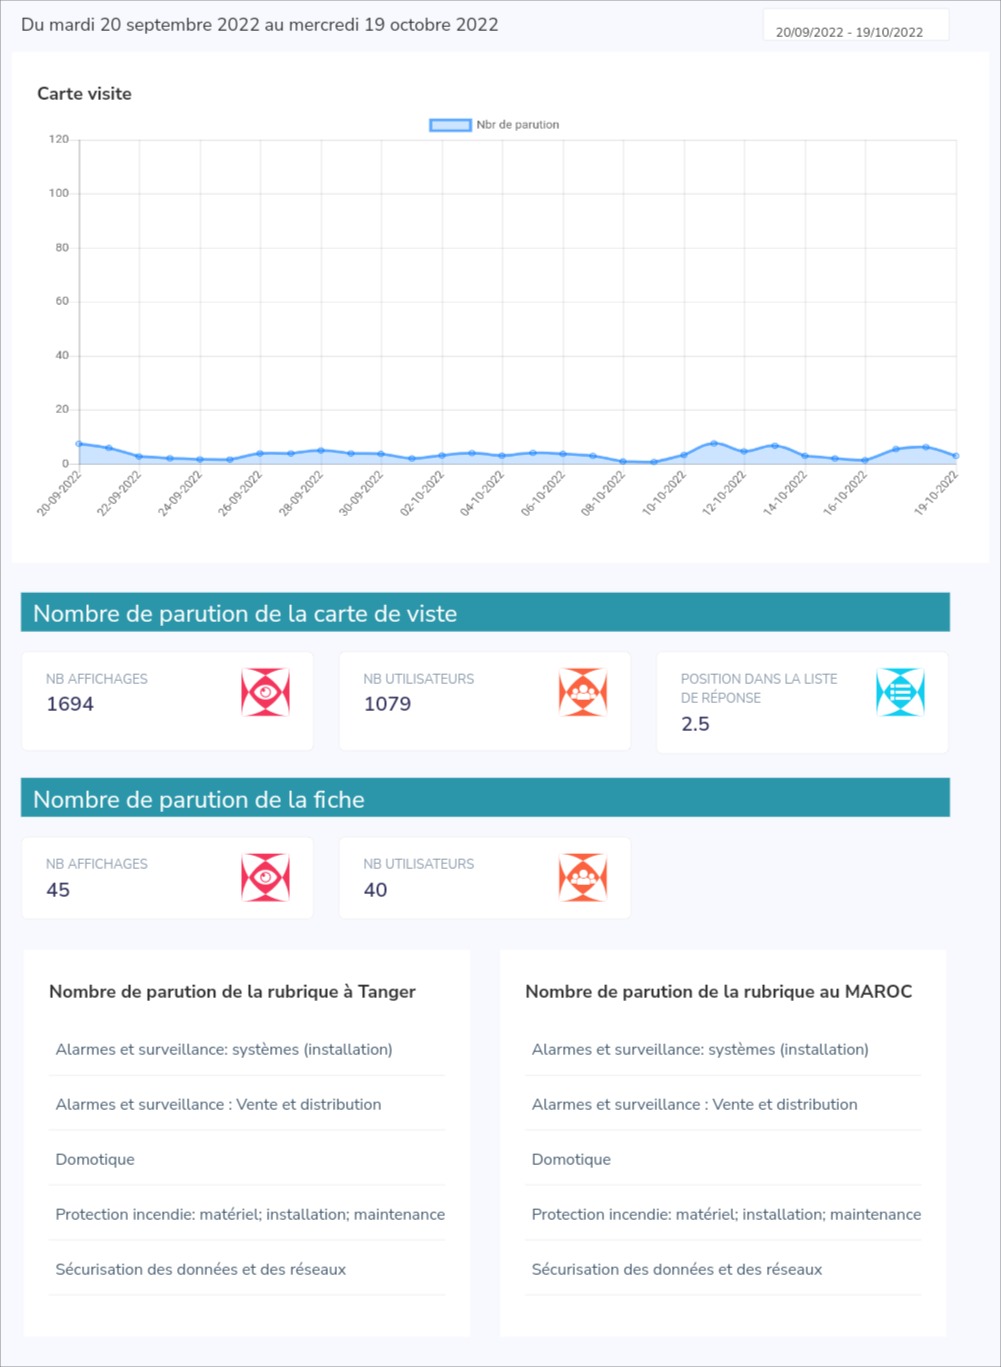 Du mardi 20 septembre 2022 au mercredi 19 octobre 2022
20/09/2022 - 19/10/2022
Carte visite
Nbr de parution
120
100
80
60
40
20
0
20-09-2022
22-09-2022
24-09-2022
26-09-2022
28-09-2022
30-09-2022
02-10-2022
04-10-2022
06-10-2022
08-10-2022
10-10-2022
12-10-2022
14-10-2022
16-10-2022
19-10-2022
Nombre de parution de la carte de viste
NB AFFICHAGES
1694
NB UTILISATEURS
1079
POSITION DANS LA LISTE
DE RÉPONSE
2.5
Nombre de parution de la fiche
NB AFFICHAGES
45
NB UTILISATEURS
40
Nombre de parution de la rubrique à Tanger
Alarmes et surveillance: systèmes (installation)
Alarmes et surveillance : Vente et distribution
Domotique
Protection incendie: matériel; installation; maintenance
Sécurisation des données et des réseaux
Nombre de parution de la rubrique au MAROC
Alarmes et surveillance: systèmes (installation)
Alarmes et surveillance : Vente et distribution
Domotique
Protection incendie: matériel; installation; maintenance
Sécurisation des données et des réseaux